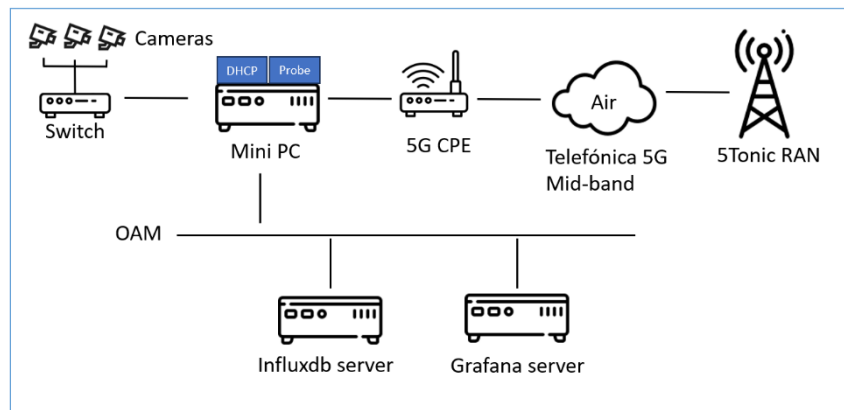 Cameras
DHCP
Probe
Switch
Mini PC
5G CPE
Air
Telefónica 5G
Mid-band
5Tonic RAN
OAM
Influxdb server
Grafana server